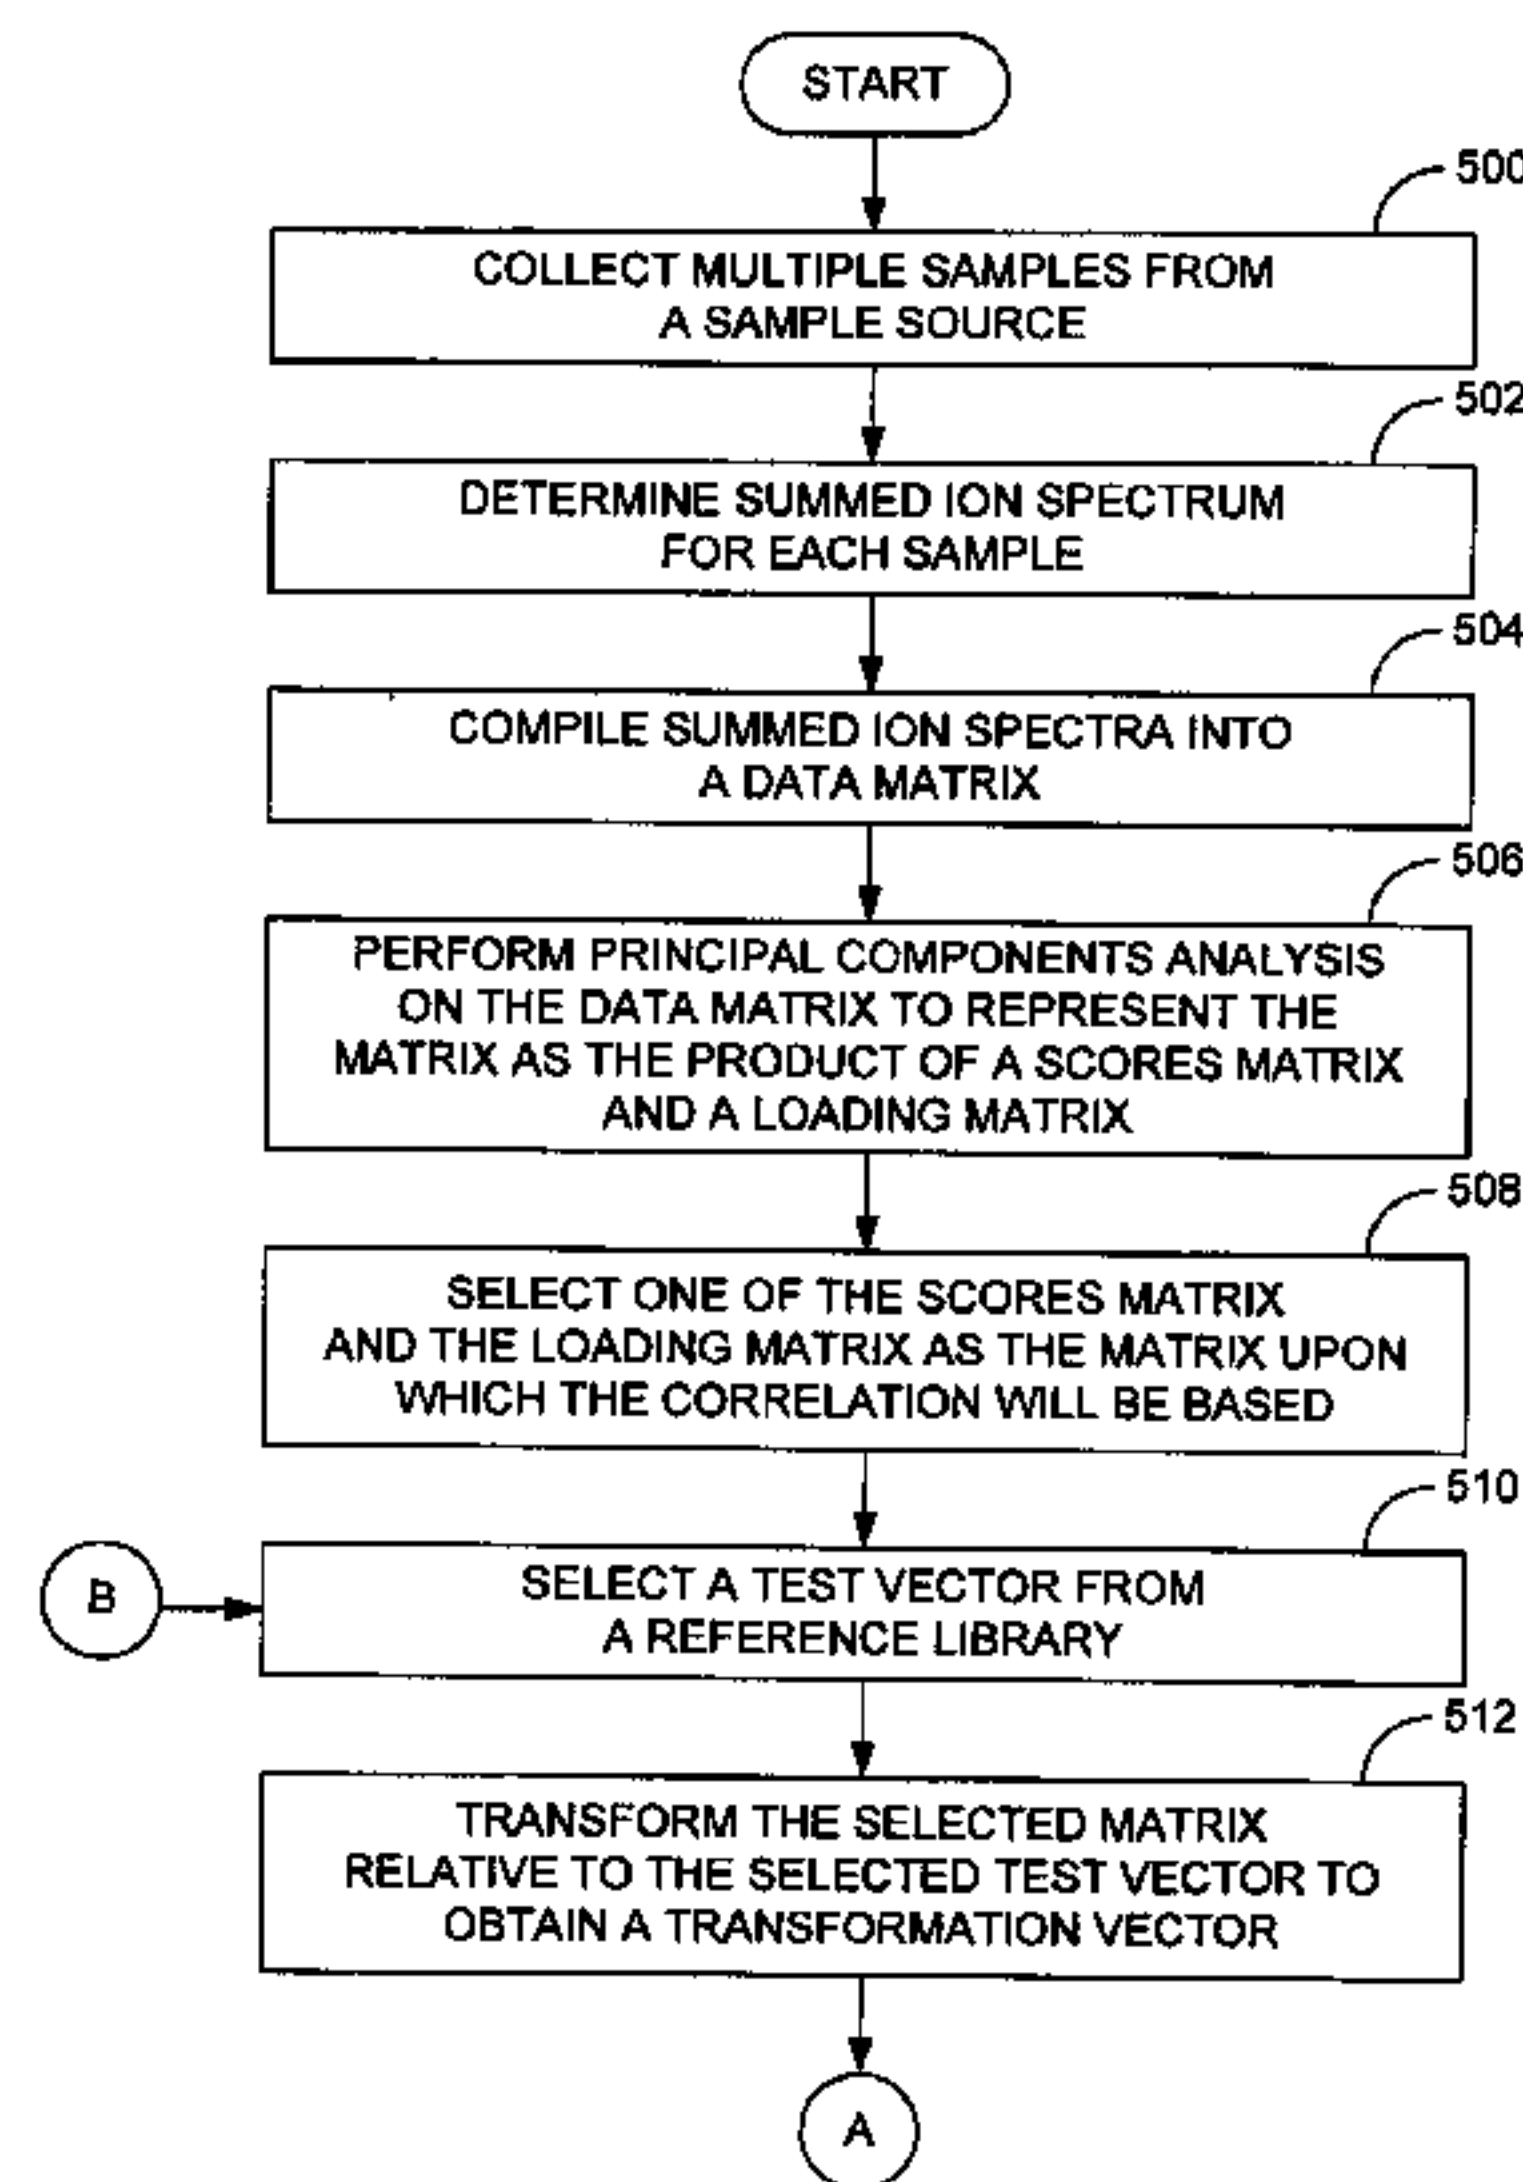 START
500
COLLECT MULTIPLE SAMPLES FROM
A SAMPLE SOURCE
502
DETERMINE SUMMED ION SPECTRUM
FOR EACH SAMPLE
504
COMPILE SUMMED ION SPECTRA INTO
A DATA MATRIX
506
PERFORM PRINCIPAL COMPONENTS ANALYSIS
ON THE DATA MATRIX TO REPRESENT THE
MATRIX AS THE PRODUCT OF A SCORES MATRIX
AND A LOADING MATRIX
508
SELECT ONE OF THE SCORES MATRIX
AND THE LOADING MATRIX AS THE MATRIX UPON
WHICH THE CORRELATION WILL BE BASED
510
B
SELECT A TEST VECTOR FROM
A REFERENCE LIBRARY
512
TRANSFORM THE SELECTED MATRIX
RELATIVE TO THE SELECTED TEST VECTOR TO
OBTAIN A TRANSFORMATION VECTOR
A